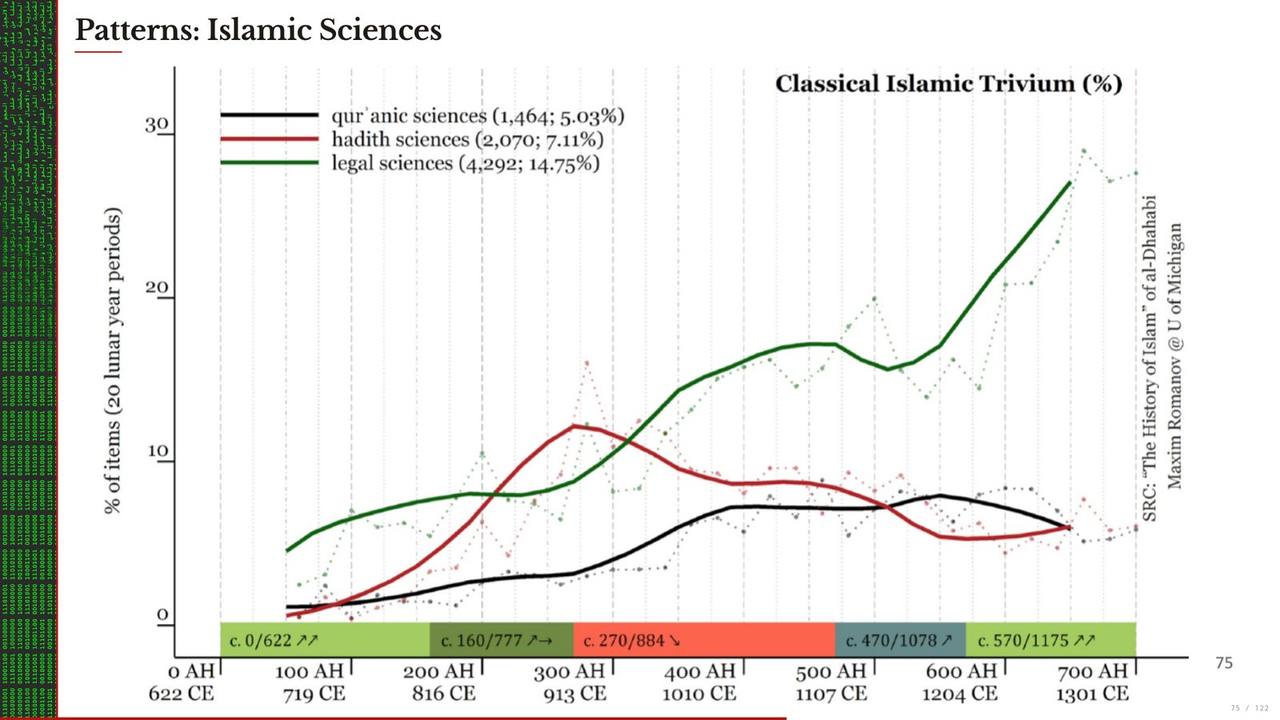 Patterns: Islamic Sciences
Classical Islamic Trivium (%)
qurʾanic sciences (1,464; 5.03%)
hadith sciences (2,070; 7.11%)
legal sciences (4,292; 14.75%)
% of items (20 lunar year periods)
30
20
10
0
SRC: “The History of Islam” of al-Dhahabi
Maxim Romanov @ U of Michigan
c. 0/622 ↗↗
c. 160/777 ↗→
c. 270/884 ↘
c. 470/1078 ↗
c. 570/1175 ↗↗
0 AH
622 CE
100 AH
719 CE
200 AH
816 CE
300 AH
913 CE
400 AH
1010 CE
500 AH
1107 CE
600 AH
1204 CE
700 AH
1301 CE
75
75 / 122